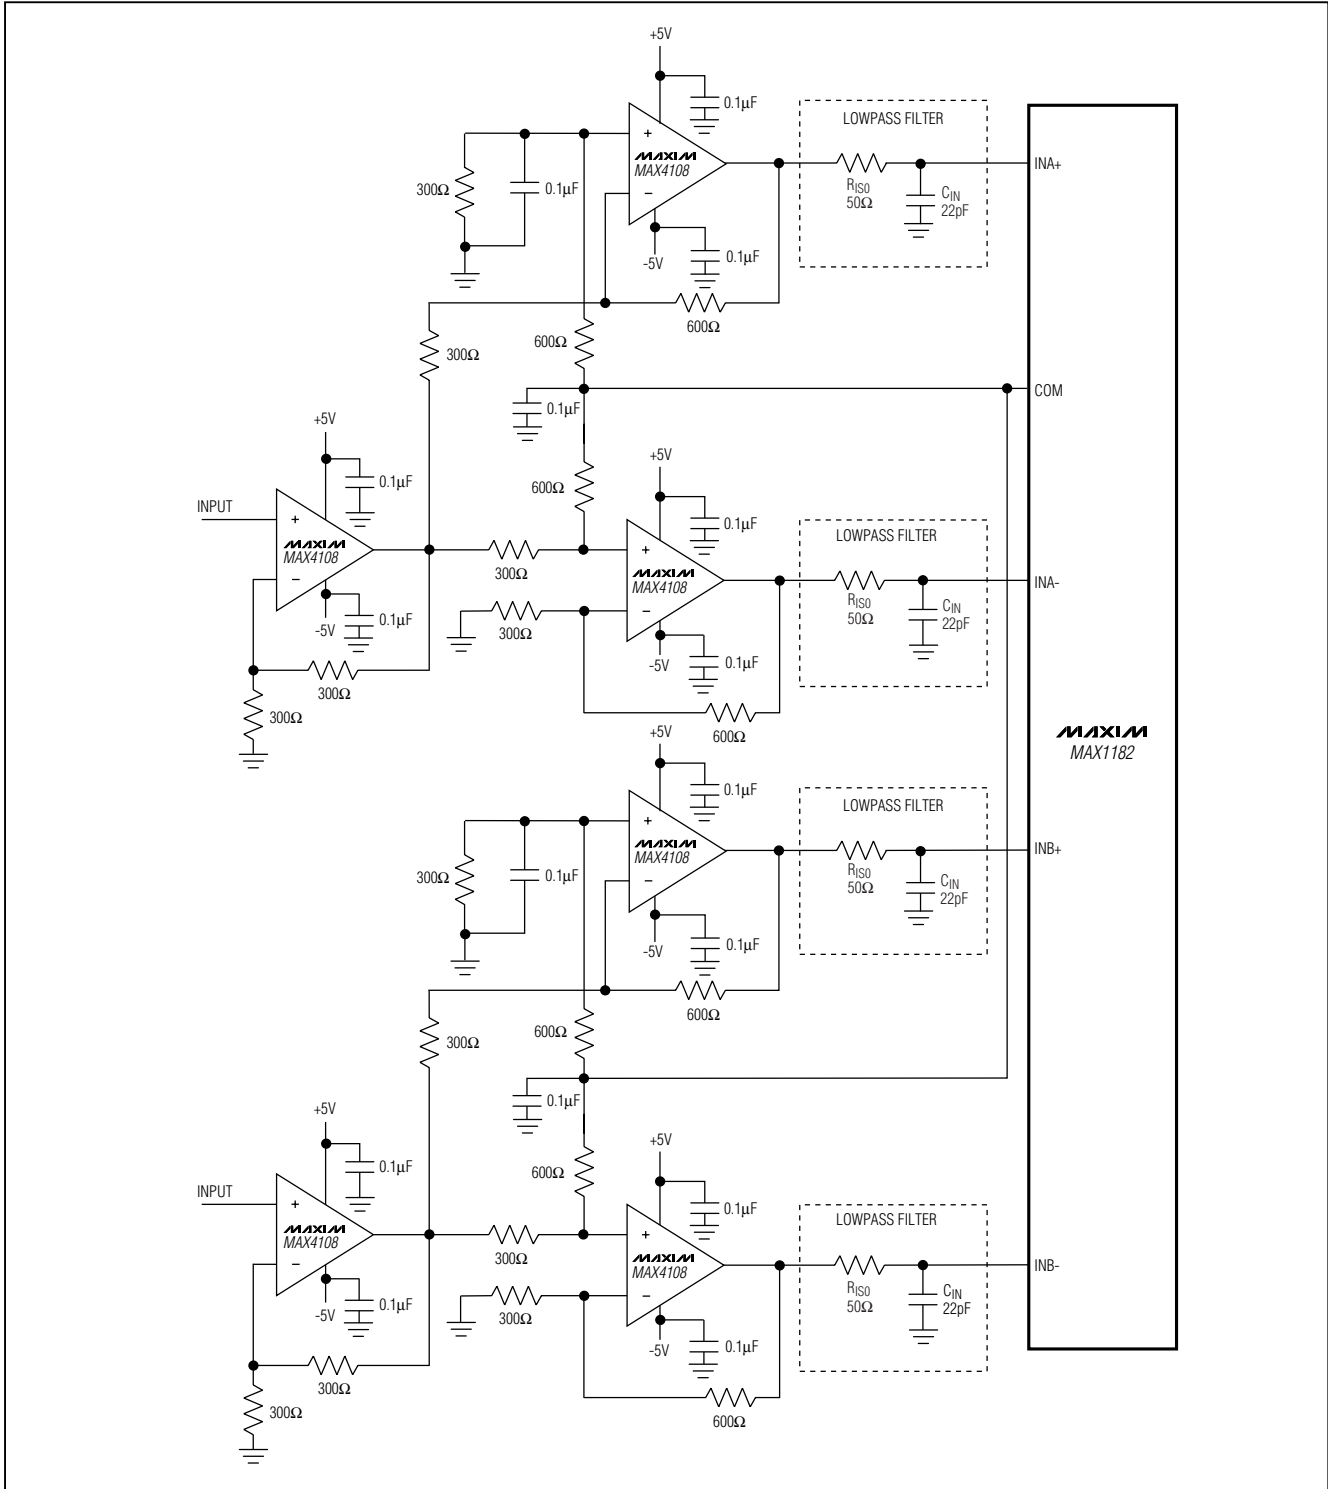 +5V
0.1µF
LOWPASS FILTER
+
MAXIM
MAX4108
−
INA+
300Ω
0.1µF
RISO
50Ω
CIN
22pF
-5V
0.1µF
600Ω
300Ω
600Ω
0.1µF
COM
+5V
0.1µF
INPUT
+
MAXIM
MAX4108
−
-5V
0.1µF
300Ω
300Ω
600Ω
+5V
0.1µF
LOWPASS FILTER
300Ω
+
MAXIM
MAX4108
−
INA-
RISO
50Ω
CIN
22pF
300Ω
-5V
0.1µF
600Ω
MAXIM
MAX1182
+5V
0.1µF
LOWPASS FILTER
+
MAXIM
MAX4108
−
INB+
300Ω
0.1µF
RISO
50Ω
CIN
22pF
-5V
0.1µF
600Ω
300Ω
600Ω
0.1µF
+5V
0.1µF
INPUT
+
MAXIM
MAX4108
−
-5V
0.1µF
300Ω
300Ω
600Ω
+5V
0.1µF
LOWPASS FILTER
300Ω
+
MAXIM
MAX4108
−
INB-
RISO
50Ω
CIN
22pF
300Ω
-5V
0.1µF
600Ω